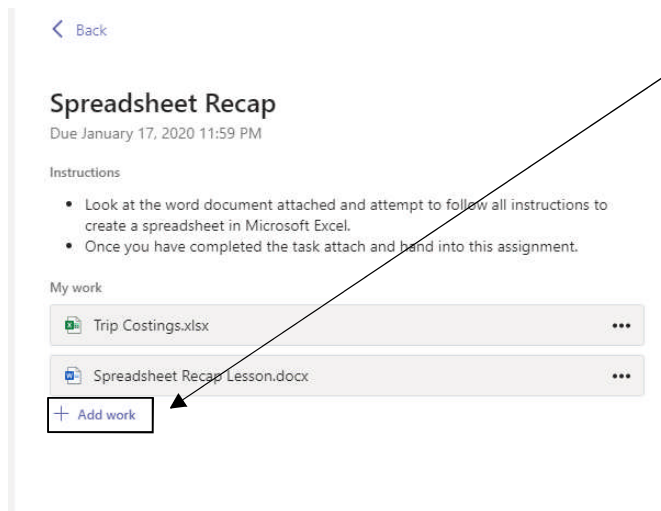 Back
Spreadsheet Recap
Due January 17, 2020 11:59 PM
Instructions
• Look at the word document attached and attempt to follow all instructions to
create a spreadsheet in Microsoft Excel.
• Once you have completed the task attach and hand into this assignment.
My work
Trip Costings.xlsx
Spreadsheet Recap Lesson.docx
+ Add work